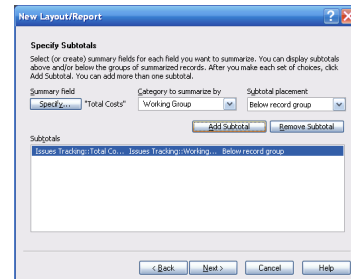 New Layout/Report
Specify Subtotals
Select (or create) summary fields for each field you want to summarize. You can display subtotals
above and/or below the groups of summarized records. After you make each set of choices, click
Add Subtotal. You can add more than one subtotal.
Summary field Category to summarize by Subtotal placement
Specify... "Total Costs" Working Group Below record group
Add Subtotal Remove Subtotal
Subtotals
Issues Tracking::Total Co... Issues Tracking::Working... Below record group
< Back Next > Cancel Help